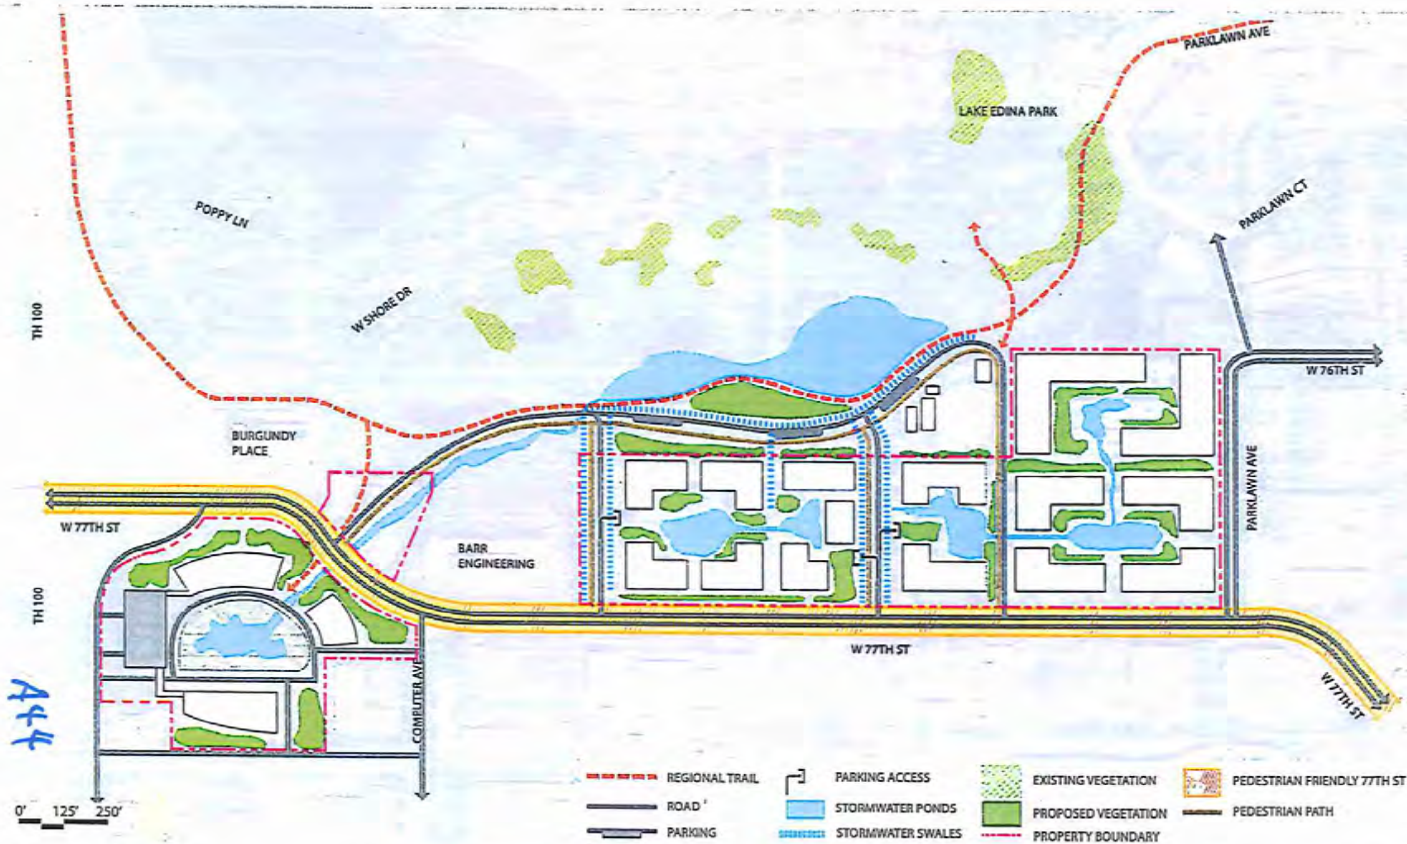 PARKLAWN AVE
LAKE EDINA PARK
POPPY LN
PARKLAWN CT
TH 100
W SHORE DR
W 76TH ST
BURGUNDY
PLACE
PARKLAWN AVE
W 77TH ST
BARR
ENGINEERING
TH 100
W 77TH ST
COMPUTER AVE
W 77TH ST
A44
0' 125' 250'
REGIONAL TRAIL
ROAD
PARKING
PARKING ACCESS
STORMWATER PONDS
STORMWATER SWALES
EXISTING VEGETATION
PROPOSED VEGETATION
PROPERTY BOUNDARY
PEDESTRIAN FRIENDLY 77TH ST
PEDESTRIAN PATH